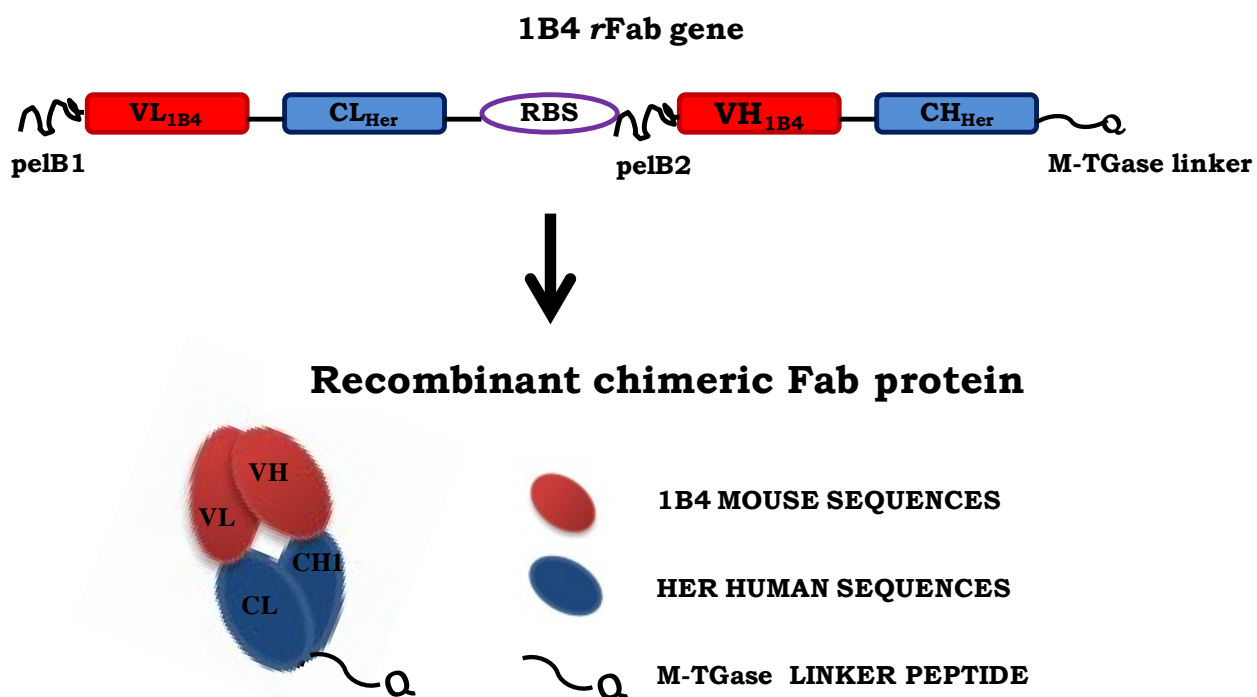 1B4 rFab gene
VL1B4 CLHer RBS VH1B4 CHHer
pelB1 pelB2 M-TGase linker
Recombinant chimeric Fab protein
VH
VL
CH1
CL
1B4 MOUSE SEQUENCES
HER HUMAN SEQUENCES
Q Q M-TGase LINKER PEPTIDE